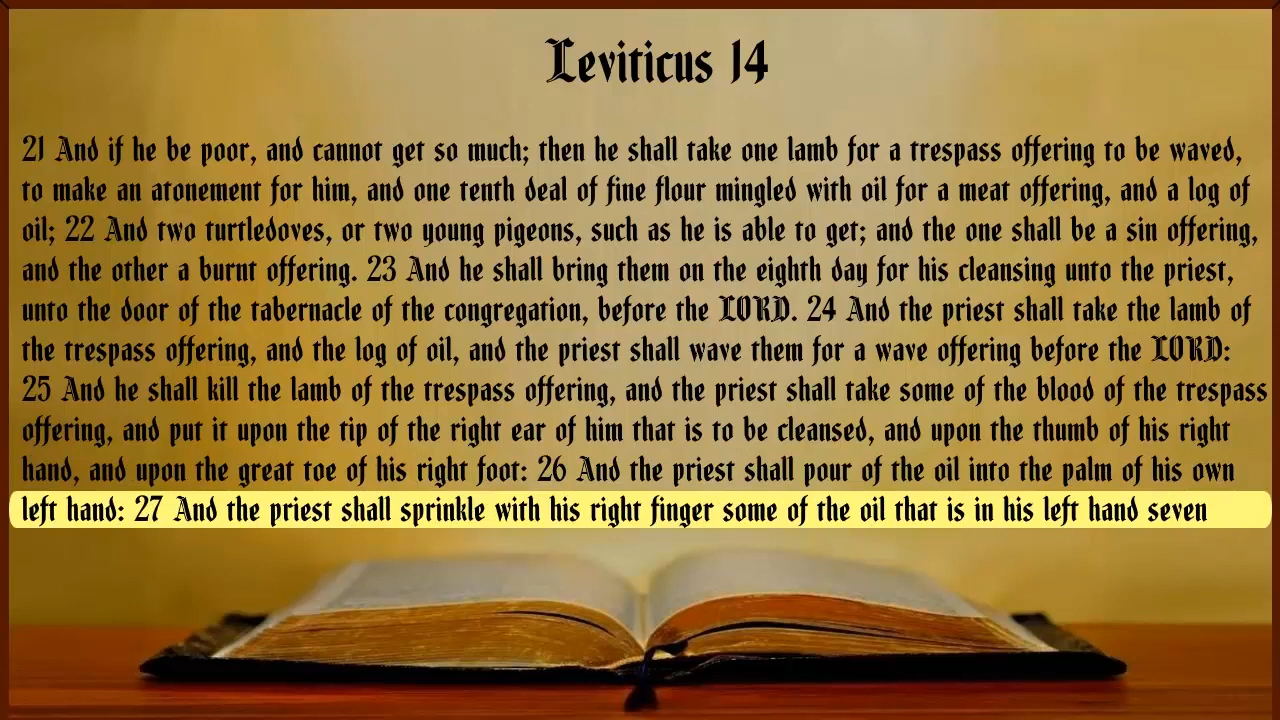 Leviticus 14
21 And if he be poor, and cannot get so much; then he shall take one lamb for a trespass offering to be waved,
to make an atonement for him, and one tenth deal of fine flour mingled with oil for a meat offering, and a log of
oil; 22 And two turtledoves, or two young pigeons, such as he is able to get; and the one shall be a sin offering,
and the other a burnt offering. 23 And he shall bring them on the eighth day for his cleansing unto the priest,
unto the door of the tabernacle of the congregation, before the LORD. 24 And the priest shall take the lamb of
the trespass offering, and the log of oil, and the priest shall wave them for a wave offering before the LORD:
25 And he shall kill the lamb of the trespass offering, and the priest shall take some of the blood of the trespass
offering, and put it upon the tip of the right ear of him that is to be cleansed, and upon the thumb of his right
hand, and upon the great toe of his right foot: 26 And the priest shall pour of the oil into the palm of his own
left hand: 27 And the priest shall sprinkle with his right finger some of the oil that is in his left hand seven